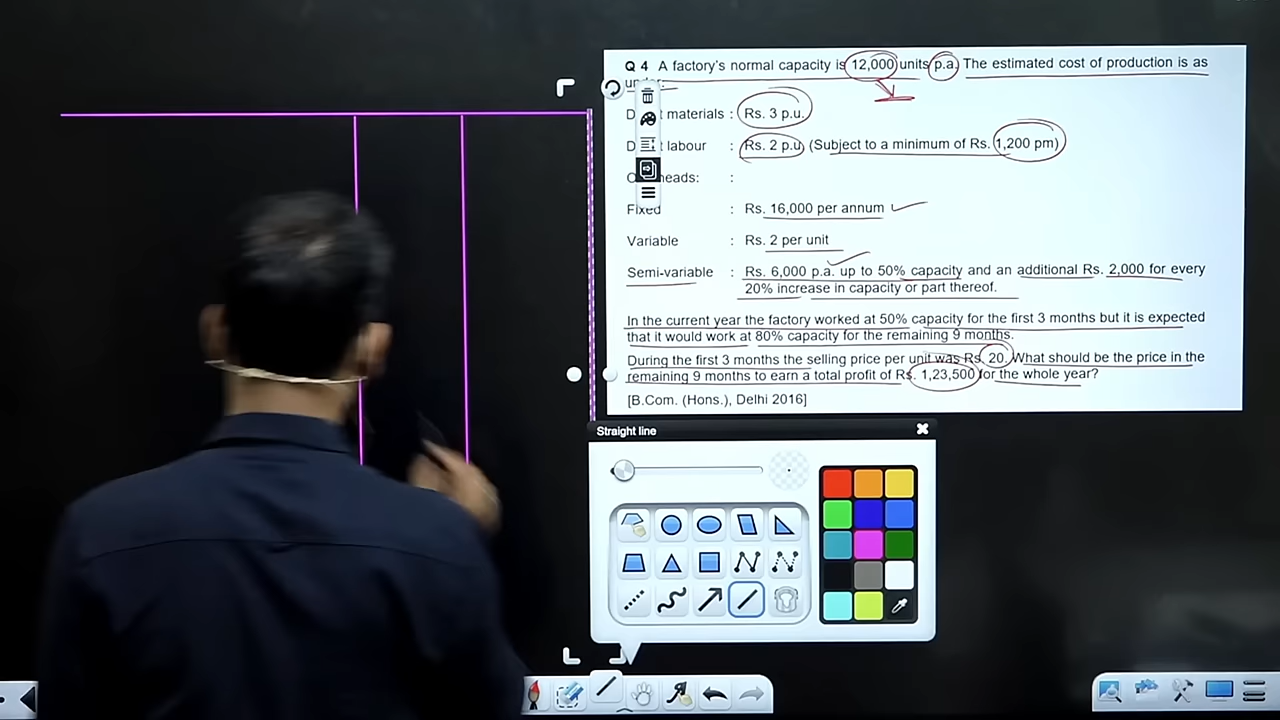 Q 4 A factory's normal capacity is 12,000 units p.a. The estimated cost of production is as
materials : Rs. 3 p.u.
labour : Rs. 2 p.u (Subject to a minimum of Rs. 1,200 pm)
heads: :
Fixed : Rs. 16,000 per annum
Variable : Rs. 2 per unit
Semi-variable : Rs. 6,000 p.a. up to 50% capacity and an additional Rs. 2,000 for every
20% increase in capacity or part thereof.
In the current year the factory worked at 50% capacity for the first 3 months but it is expected
that it would work at 80% capacity for the remaining 9 months.
During the first 3 months the selling price per unit was Rs. 20. What should be the price in the
remaining 9 months to earn a total profit of Rs. 1,23,500 for the whole year?
[B.Com. (Hons.), Delhi 2016]
Straight line